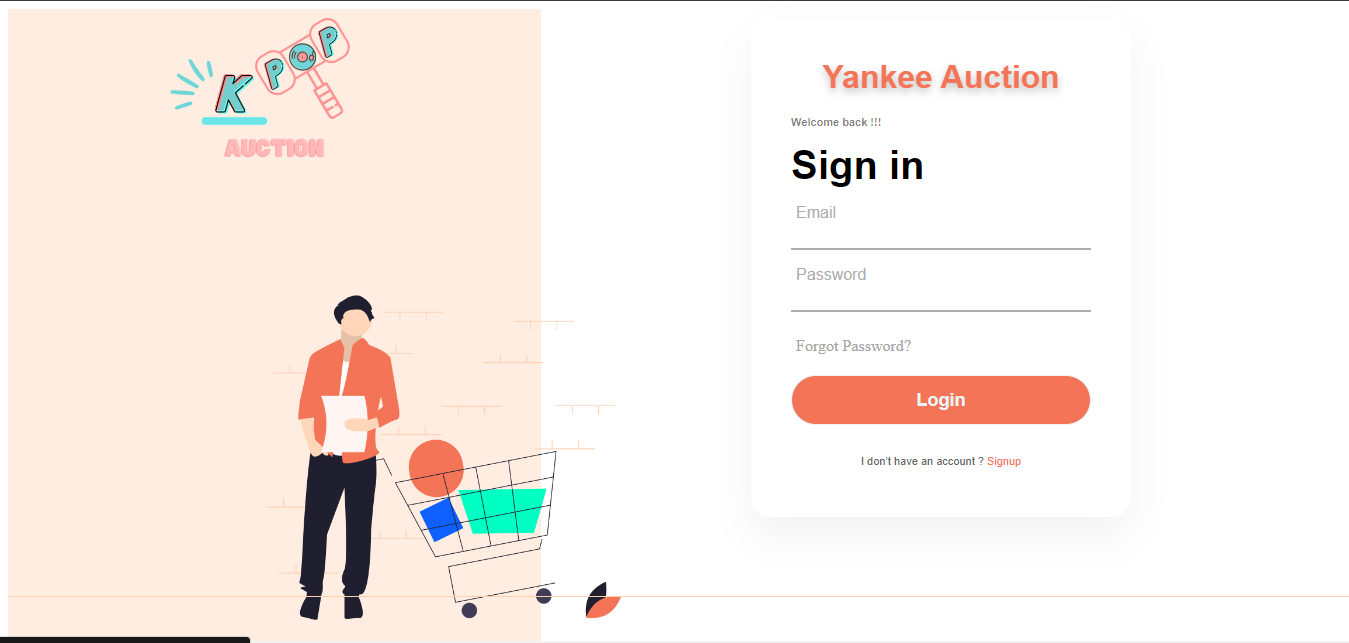 K POP
AUCTION
Yankee Auction
Welcome back !!!
Sign in
Email
Password
Forgot Password?
Login
I don't have an account ? Signup